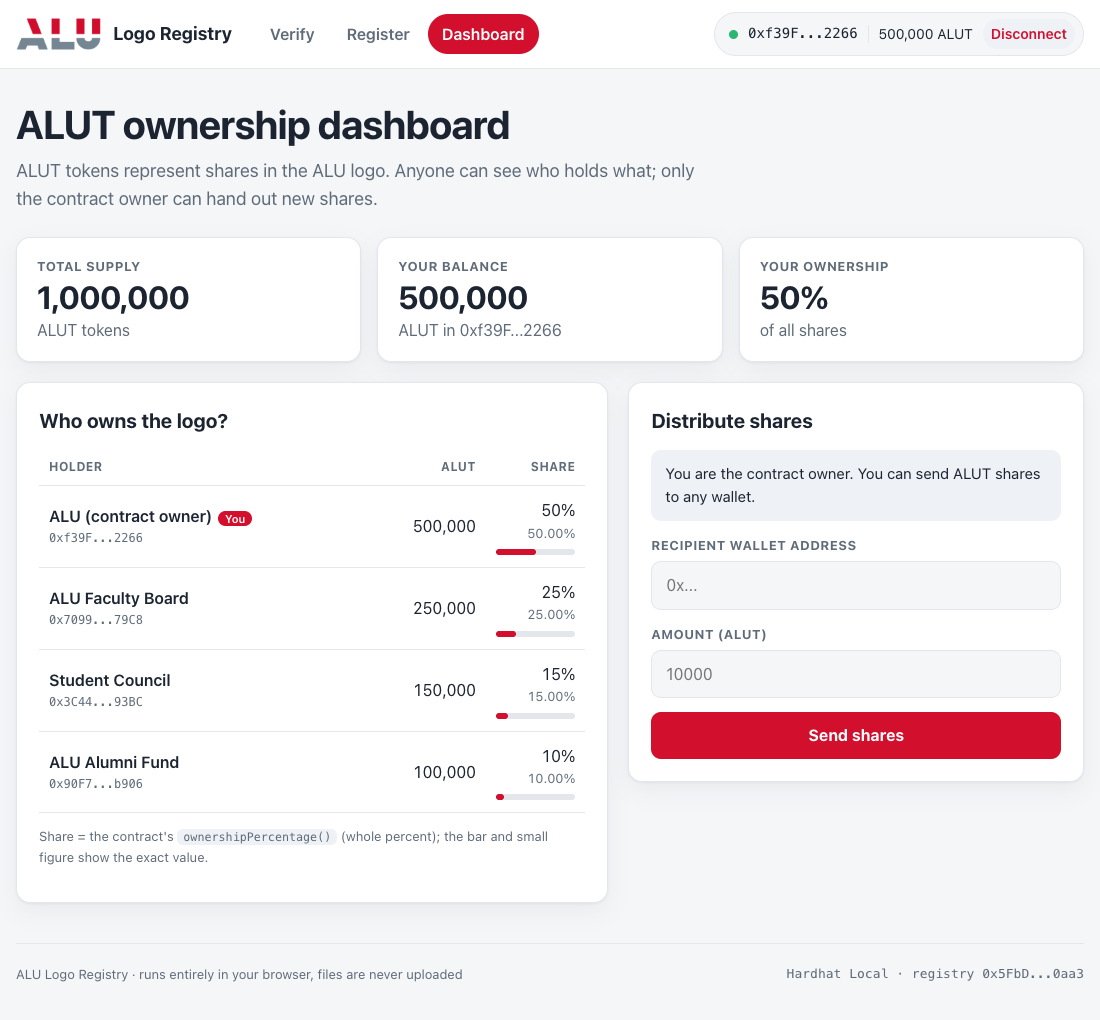 ALU Logo Registry Verify Register Dashboard 0xf39F...2266 500,000 ALUT Disconnect
ALUT ownership dashboard
ALUT tokens represent shares in the ALU logo. Anyone can see who holds what; only
the contract owner can hand out new shares.
TOTAL SUPPLY
1,000,000
ALUT tokens
YOUR BALANCE
500,000
ALUT in 0xf39F...2266
YOUR OWNERSHIP
50%
of all shares
Who owns the logo?
HOLDER ALUT SHARE
ALU (contract owner) You 500,000 50%
0xf39F...2266 50.00%
ALU Faculty Board 250,000 25%
0x7099...79C8 25.00%
Student Council 150,000 15%
0x3C44...93BC 15.00%
ALU Alumni Fund 100,000 10%
0x90F7...b906 10.00%
Share = the contract's ownershipPercentage() (whole percent); the bar and small
figure show the exact value.
Distribute shares
You are the contract owner. You can send ALUT shares
to any wallet.
RECIPIENT WALLET ADDRESS
0x...
AMOUNT (ALUT)
10000
Send shares
ALU Logo Registry · runs entirely in your browser, files are never uploaded
Hardhat Local · registry 0x5FbD...0aa3